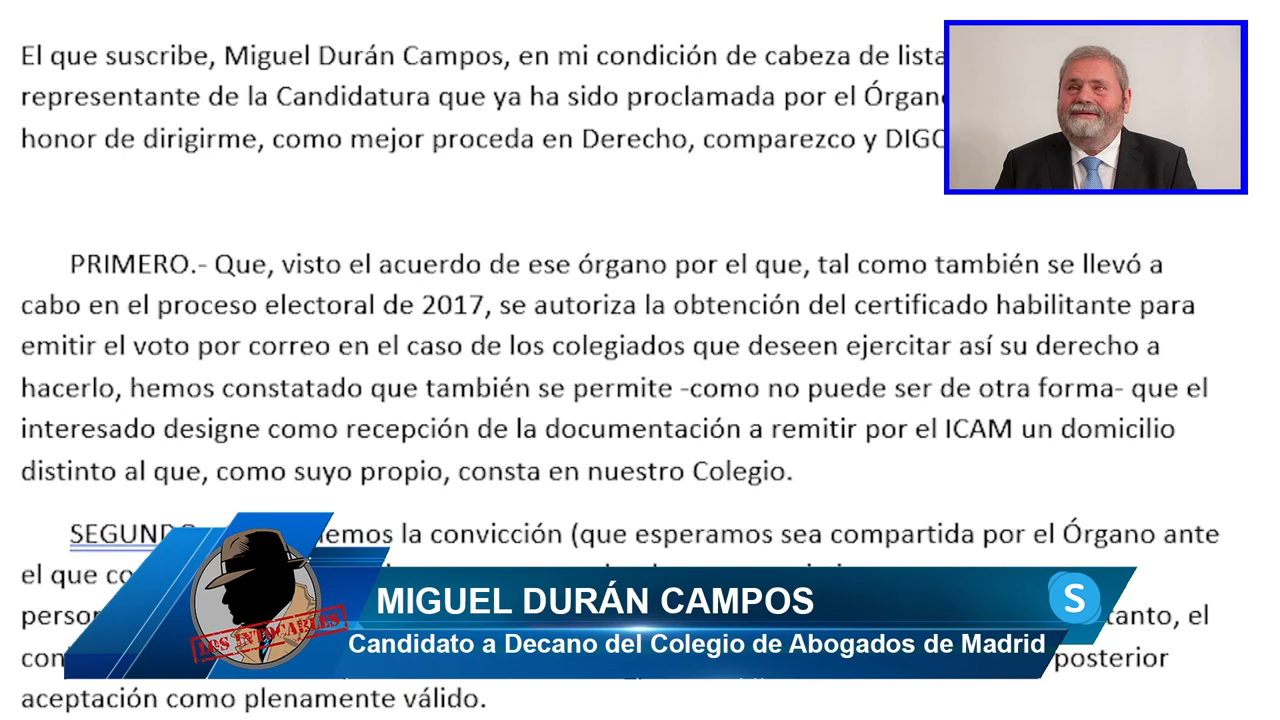 El que suscribe, Miguel Durán Campos, en mi condición de cabeza de lista
representante de la Candidatura que ya ha sido proclamada por el Órgano
honor de dirigirme, como mejor proceda en Derecho, comparezco y DIGO
PRIMERO.- Que, visto el acuerdo de ese órgano por el que, tal como también se llevó a
cabo en el proceso electoral de 2017, se autoriza la obtención del certificado habilitante para
emitir el voto por correo en el caso de los colegiados que deseen ejercitar así su derecho a
hacerlo, hemos constatado que también se permite -como no puede ser de otra forma- que el
interesado designe como recepción de la documentación a remitir por el ICAM un domicilio
distinto al que, como suyo propio, consta en nuestro Colegio.
SEGUNDO la convicción (que esperamos sea compartida por el Órgano ante
el que
tanto, el
posterior
aceptación como plenamente válido.
LOS INTOCABLES
MIGUEL DURÁN CAMPOS
S
Candidato a Decano del Colegio de Abogados de Madrid